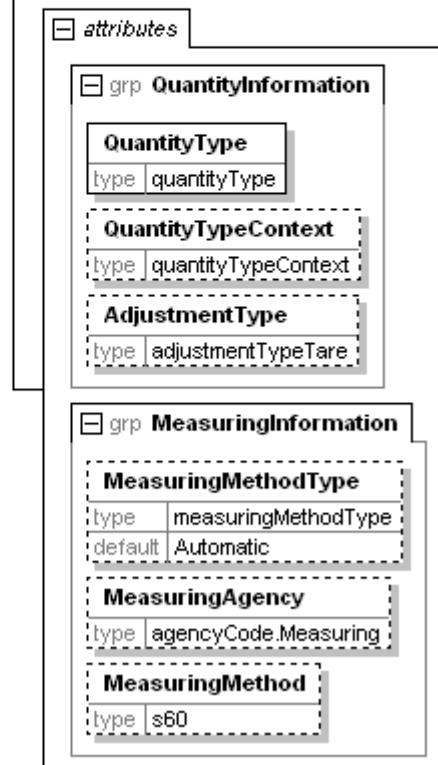 attributes
grp QuantityInformation
QuantityType
type quantityType
QuantityTypeContext
type quantityTypeContext
AdjustmentType
type adjustmentTypeTare
grp MeasuringInformation
MeasuringMethodType
type measuringMethodType
default Automatic
MeasuringAgency
type agencyCode.Measuring
MeasuringMethod
type s60